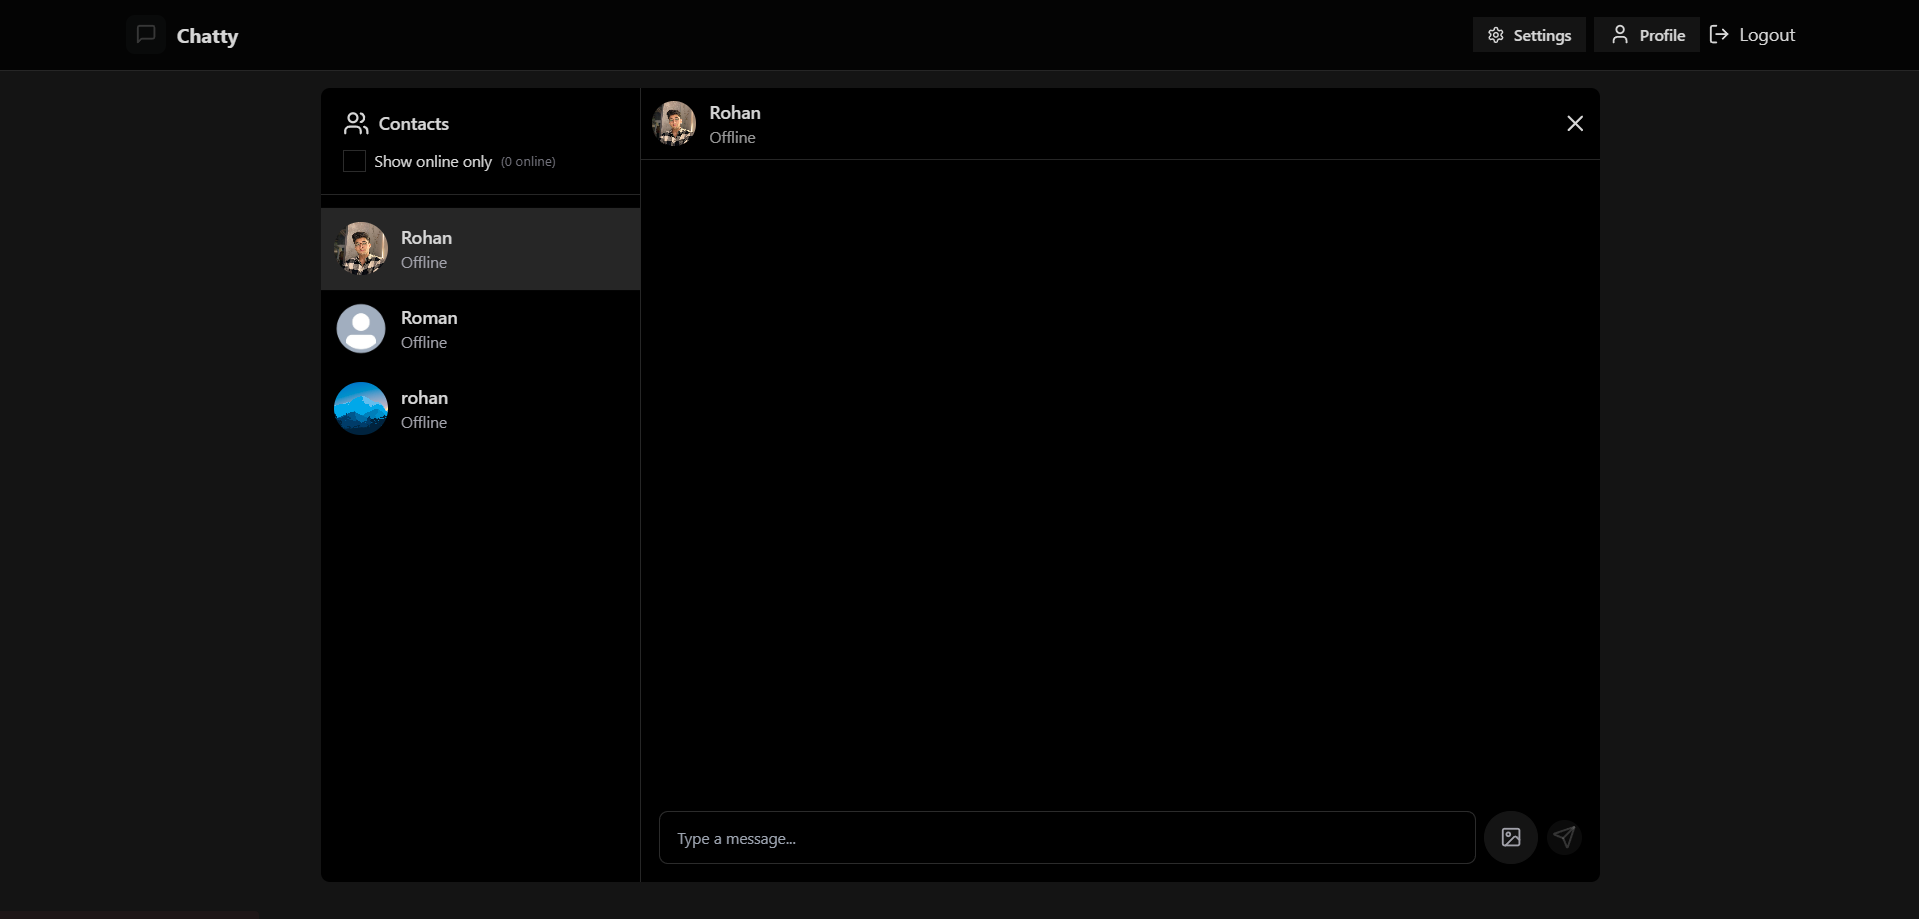 Chatty
Settings
Profile
Logout
Contacts
Show online only (0 online)
Rohan
Offline
Roman
Offline
rohan
Offline
Rohan
Offline
Type a message...